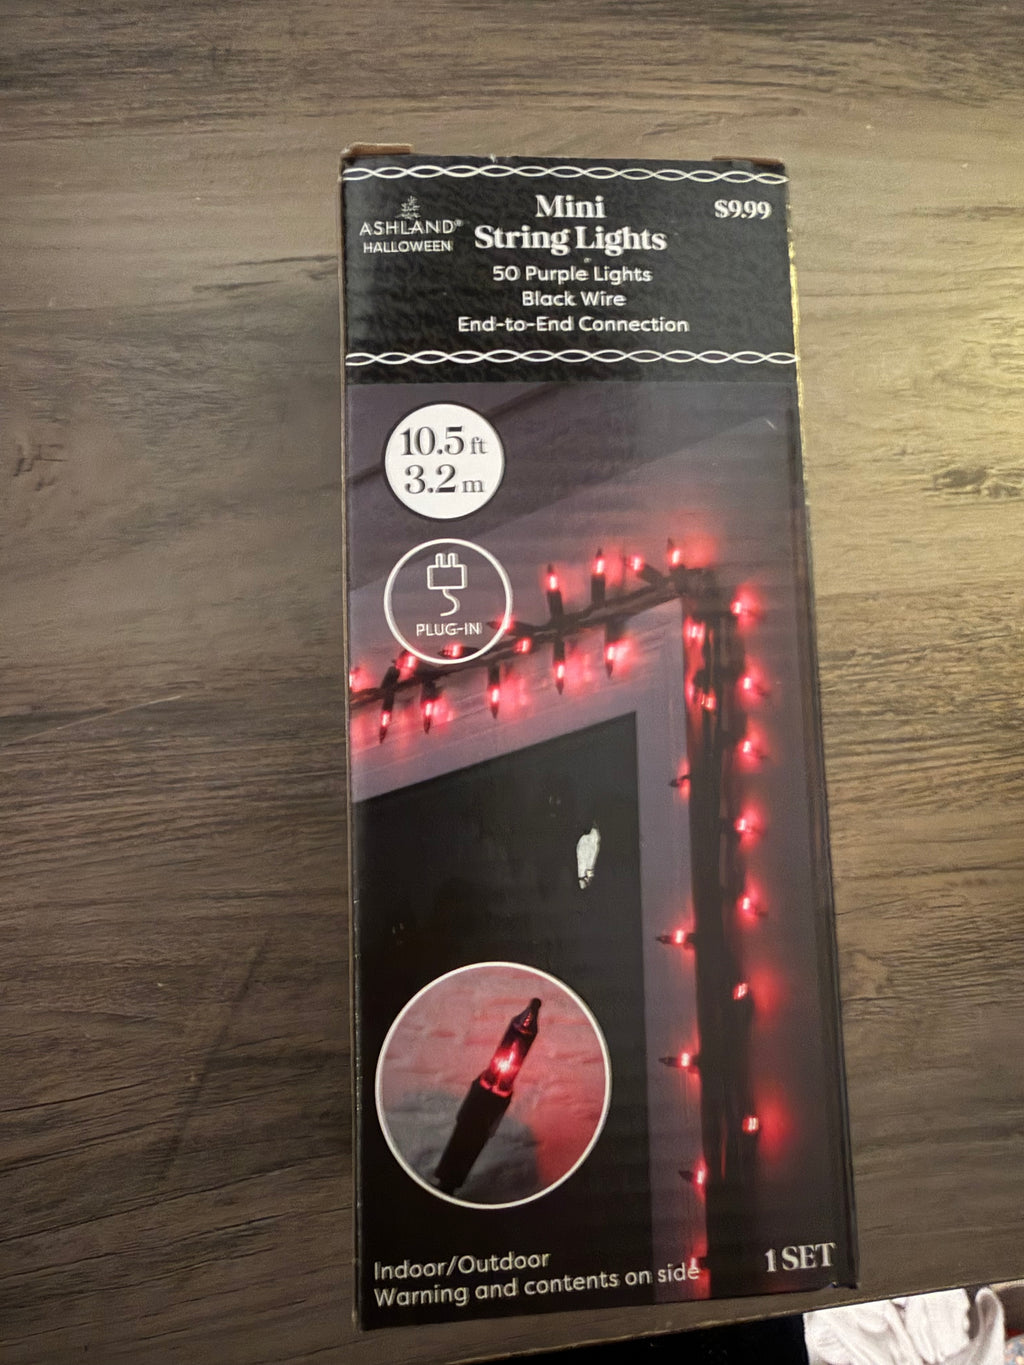 ASHLAND®
HALLOWEEN
Mini
String Lights
$9.99
50 Purple Lights
Black Wire
End-to-End Connection
10.5 ft
3.2 m
PLUG-IN
Indoor/Outdoor
Warning and contents on side
1 SET